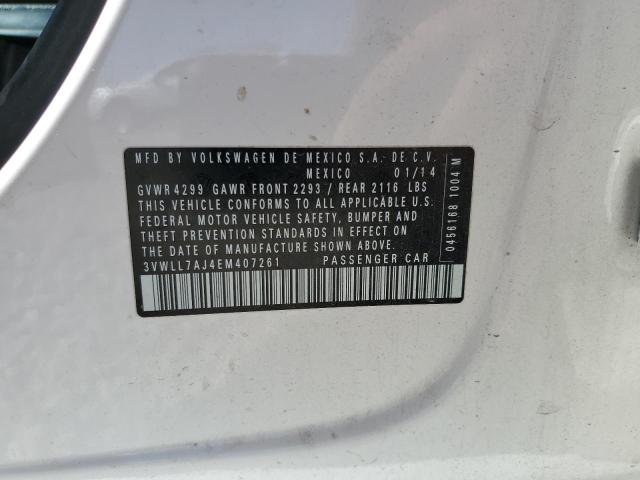 MFD BY VOLKSWAGEN DE MEXICO S.A. DE C.V.
MEXICO 01/14
GVWR 4299 GAWR FRONT 2293 / REAR 2116 LBS
THIS VEHICLE CONFORMS TO ALL APPLICABLE U.S.
FEDERAL MOTOR VEHICLE SAFETY, BUMPER AND
THEFT PREVENTION STANDARDS IN EFFECT ON
THE DATE OF MANUFACTURE SHOWN ABOVE.
3VWLL7AJ4EM407261 PASSENGER CAR
0456168 1004 M